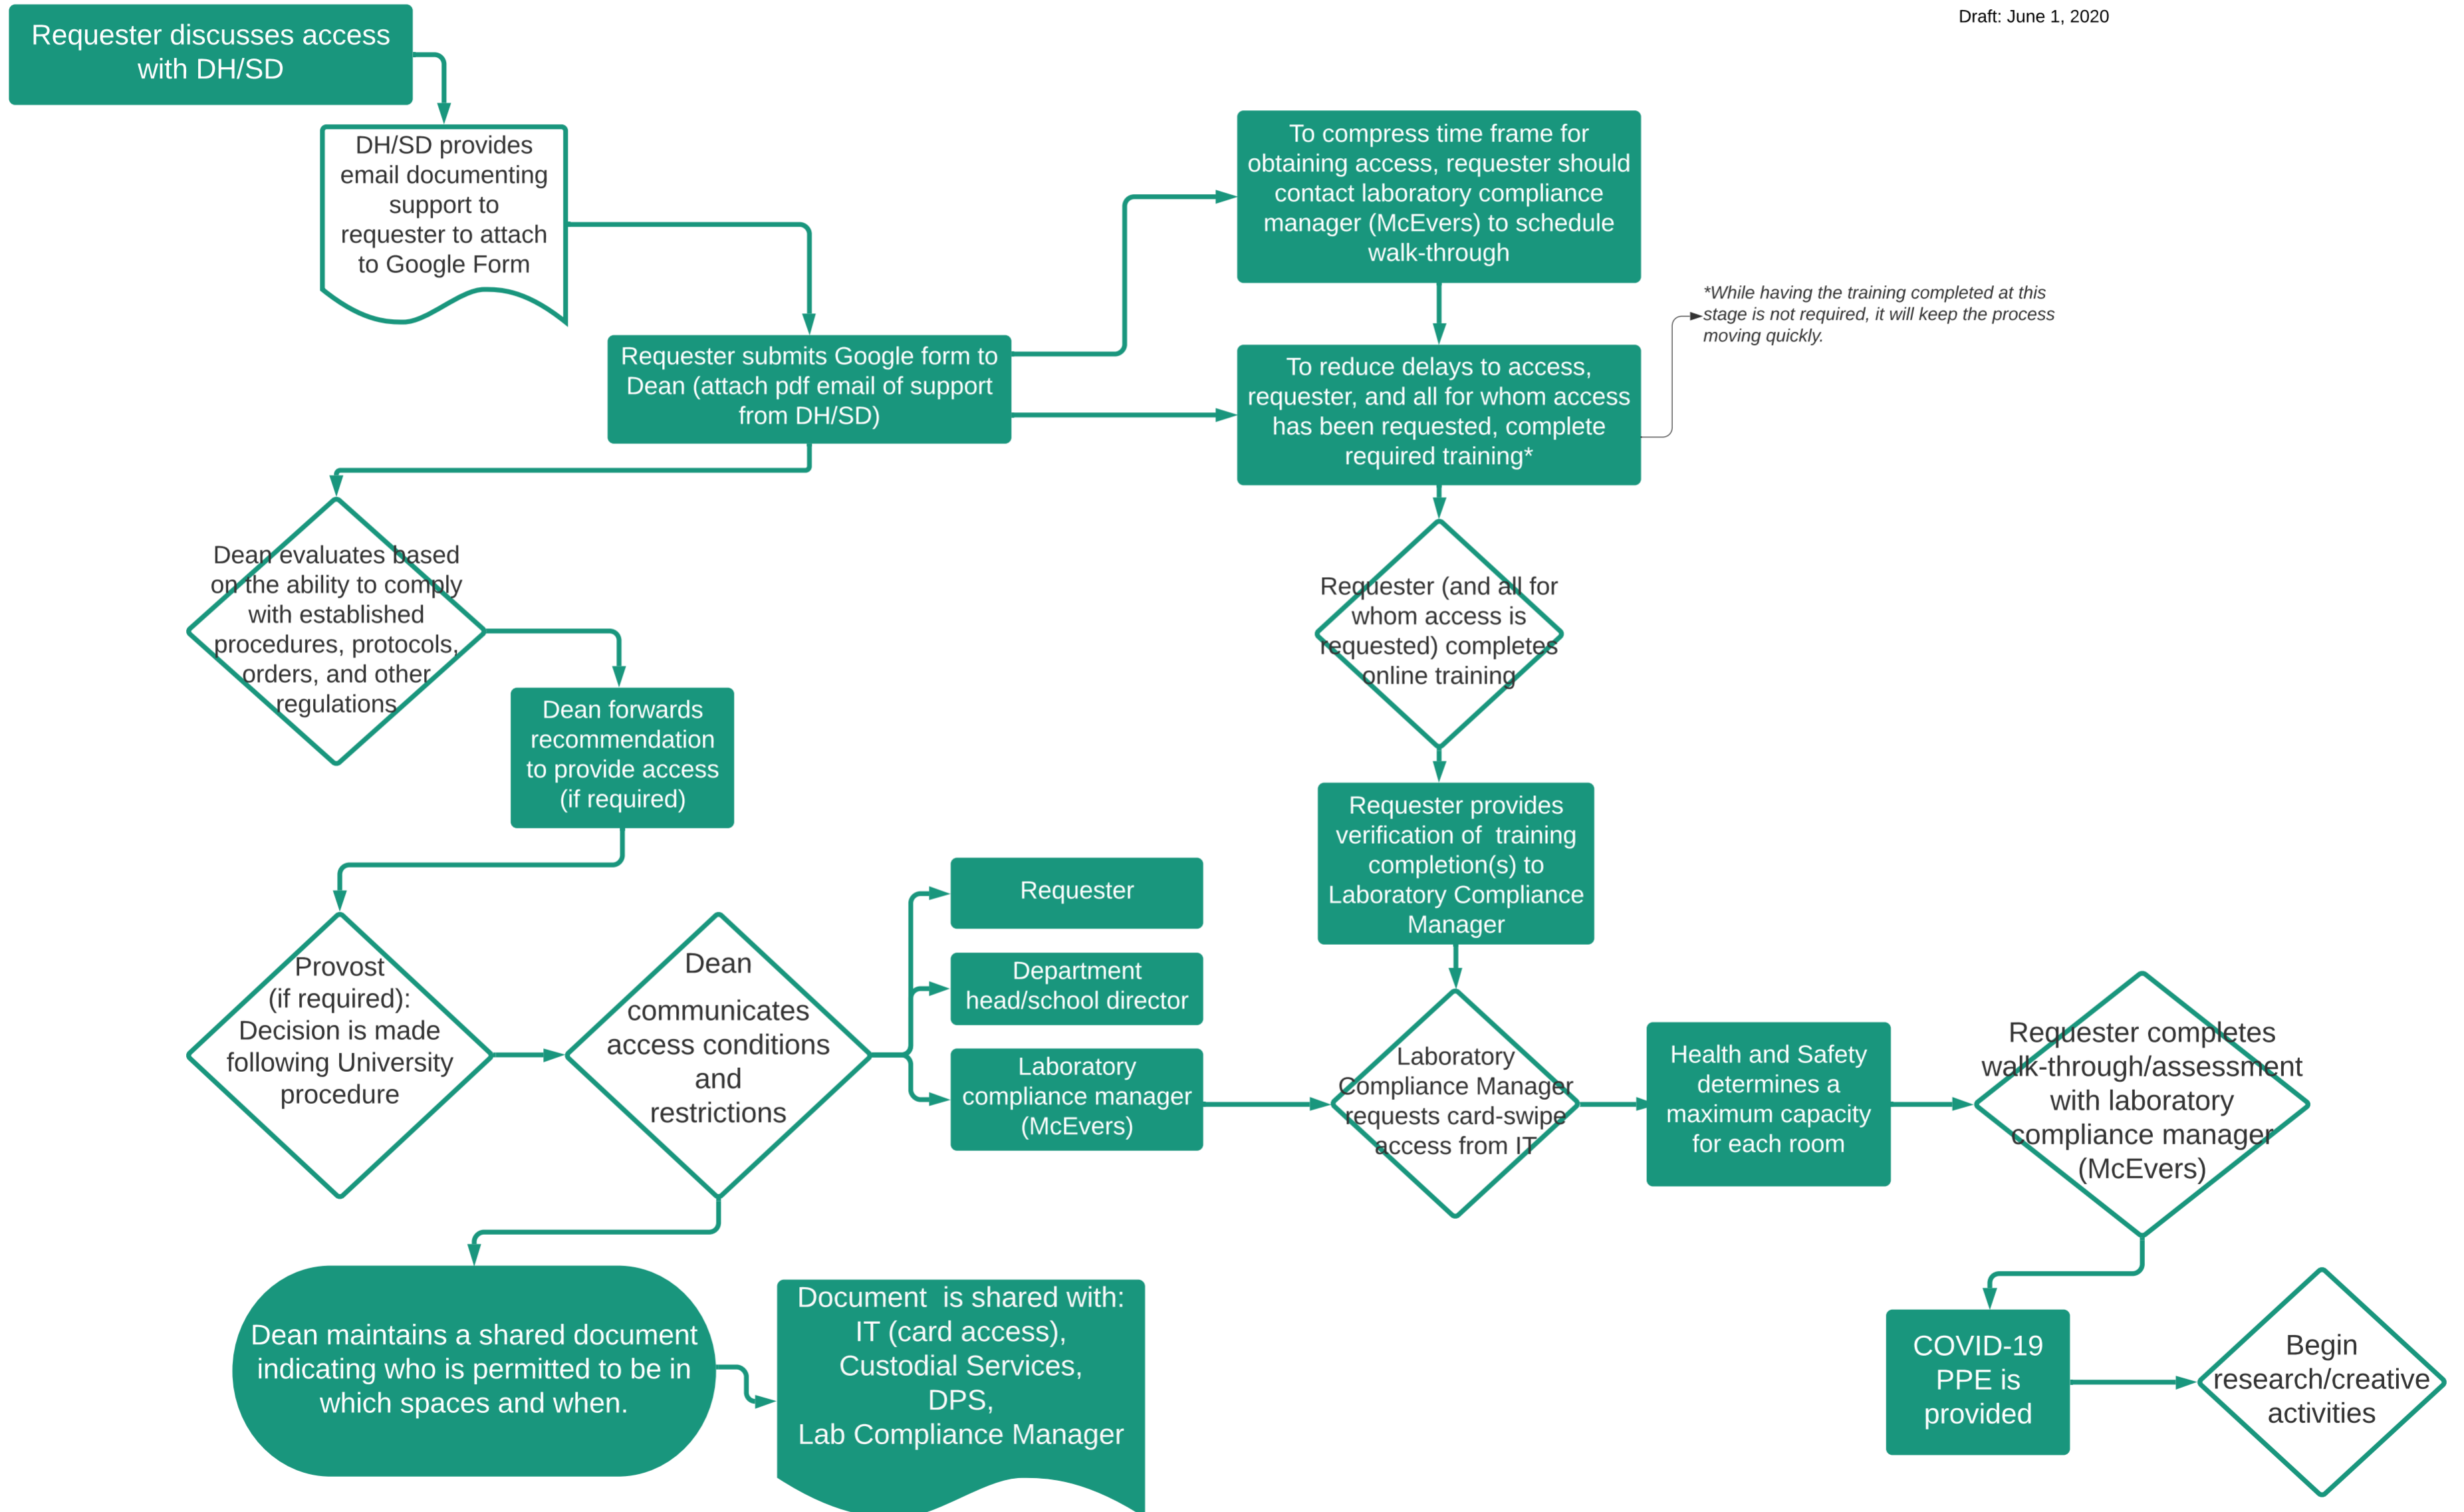 Draft: June 1, 2020
Requester discusses access
with DH/SD
DH/SD provides
email documenting
support to
requester to attach
to Google Form
To compress time frame for
obtaining access, requester should
contact laboratory compliance
manager (McEvers) to schedule
walk-through
*While having the training completed at this
stage is not required, it will keep the process
moving quickly.
Requester submits Google form to
Dean (attach pdf email of support
from DH/SD)
To reduce delays to access,
requester, and all for whom access
has been requested, complete
required training*
Dean evaluates based
on the ability to comply
with established
procedures, protocols,
orders, and other
regulations
Requester (and all for
whom access is
requested) completes
online training
Dean forwards
recommendation
to provide access
(if required)
Requester provides
verification of  training
completion(s) to
Laboratory Compliance
Manager
Provost
(if required):
Decision is made
following University
procedure
Dean
communicates
access conditions
and
restrictions
Requester
Department
head/school director
Laboratory
compliance manager
(McEvers)
Laboratory
Compliance Manager
requests card-swipe
access from IT
Health and Safety
determines a
maximum capacity
for each room
Requester completes
walk-through/assessment
with laboratory
compliance manager
(McEvers)
Dean maintains a shared document
indicating who is permitted to be in
which spaces and when.
Document  is shared with:
IT (card access),
Custodial Services,
DPS,
Lab Compliance Manager
COVID-19
PPE is
provided
Begin
research/creative
activities